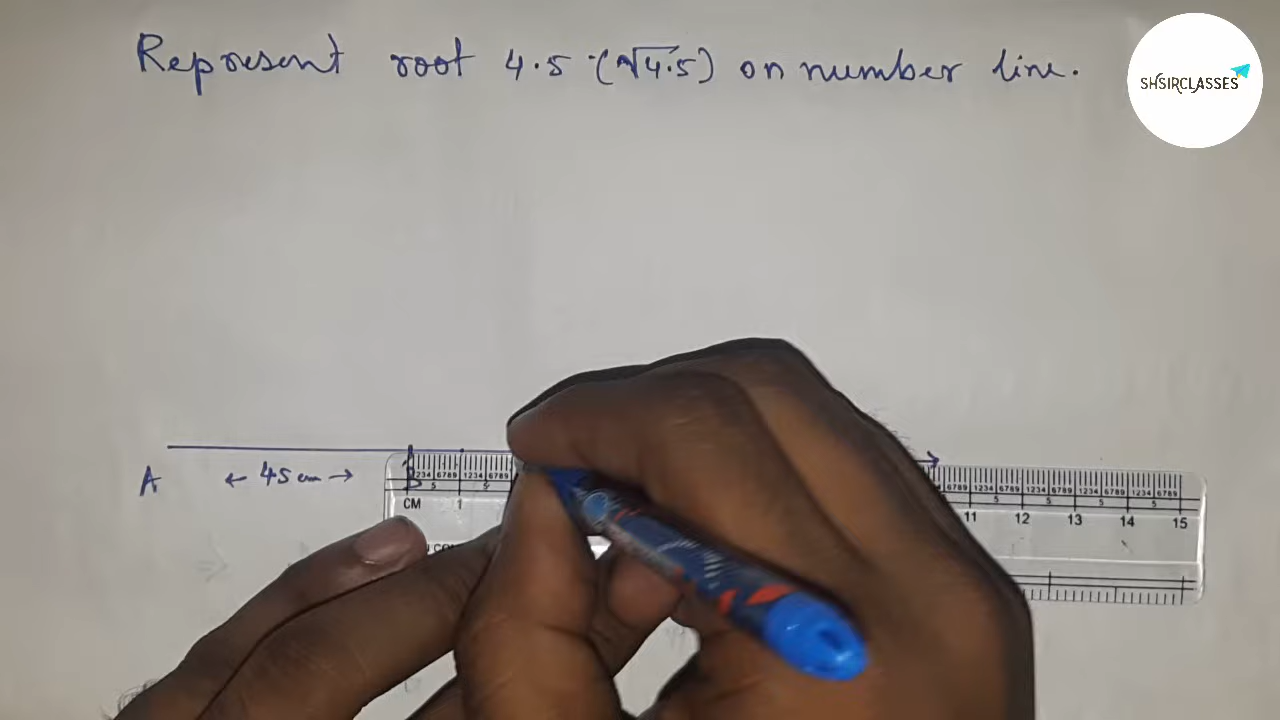 Represent root 4.5 (√4.5) on number line.
SHSIRCLASSES
A ← 4.5 cm → B
CM 1 11 12 13 14 15